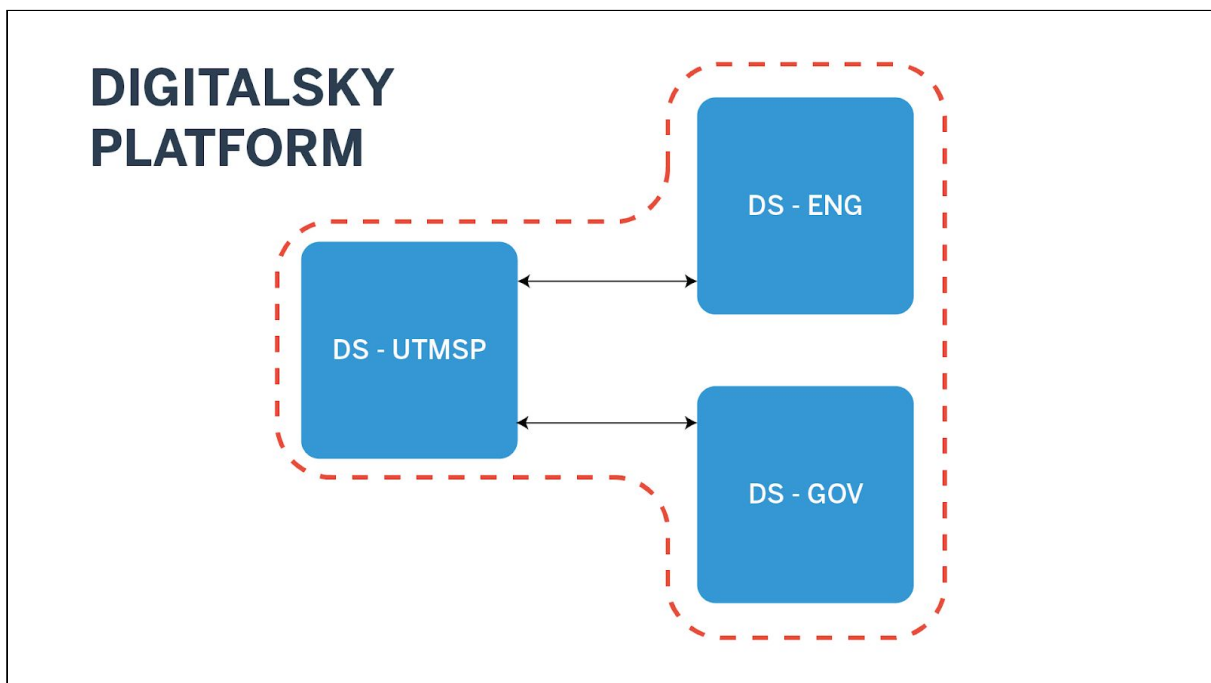 DIGITALSKY
PLATFORM
DS - ENG
DS - UTMSP
DS - GOV